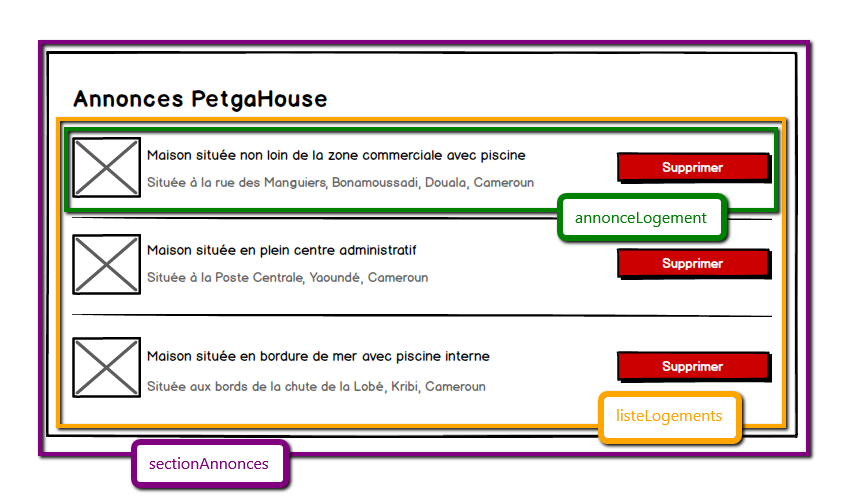 Annonces PetgaHouse
Maison située non loin de la zone commerciale avec piscine
Située à la rue des Manguiers, Bonamoussadi, Douala, Cameroun
Supprimer
annonceLogement
Maison située en plein centre administratif
Située à la Poste Centrale, Yaoundé, Cameroun
Supprimer
Maison située en bordure de mer avec piscine interne
Située aux bords de la chute de la Lobé, Kribi, Cameroun
Supprimer
listeLogements
sectionAnnonces